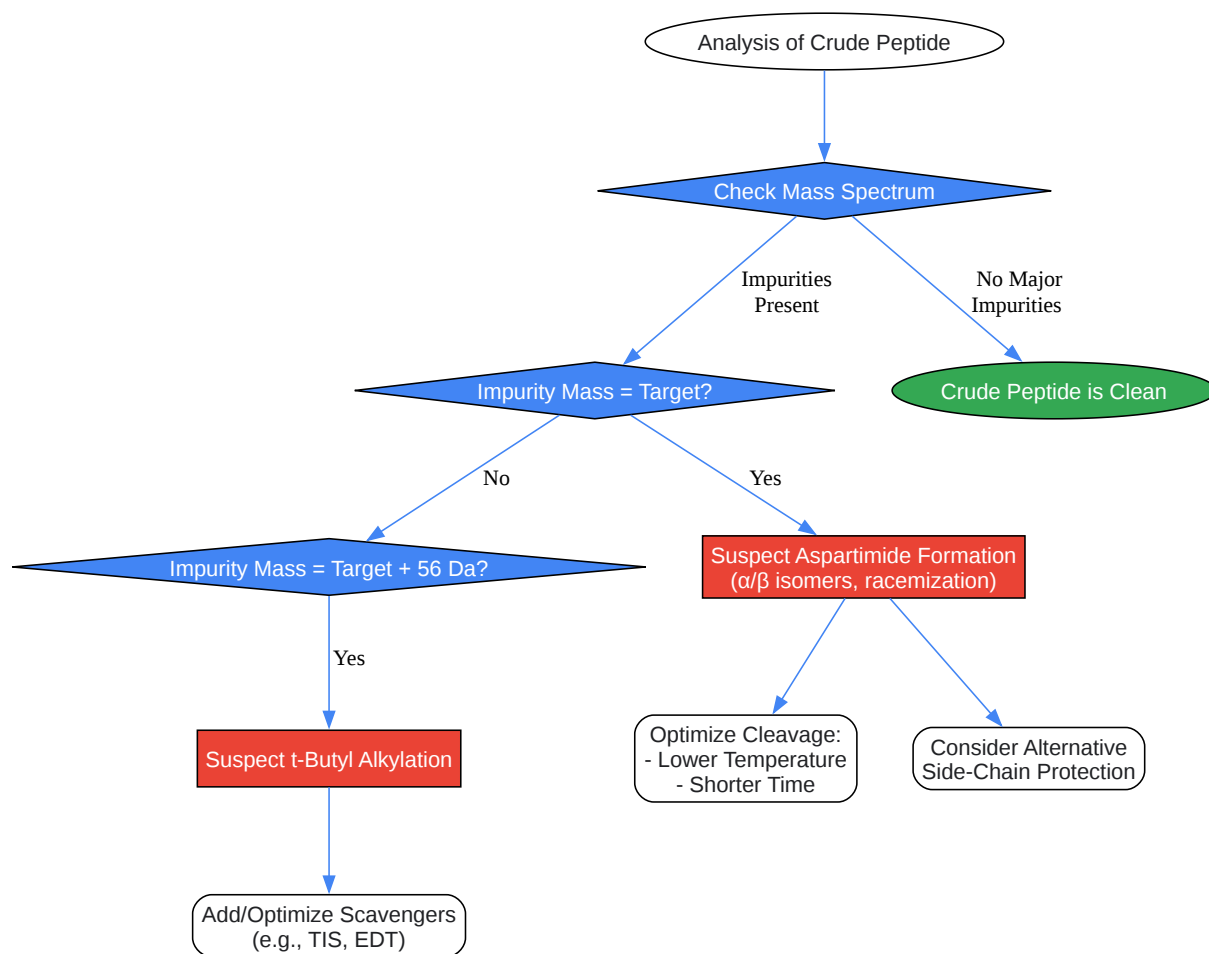 Analysis of Crude Peptide
Check Mass Spectrum
Impurities
Present
No Major
Impurities
Impurity Mass = Target?
Crude Peptide is Clean
No
Yes
Impurity Mass = Target + 56 Da?
Suspect Aspartimide Formation
(α/β isomers, racemization)
Yes
Suspect t-Butyl Alkylation
Optimize Cleavage:
- Lower Temperature
- Shorter Time
Consider Alternative
Side-Chain Protection
Add/Optimize Scavengers
(e.g., TIS, EDT)